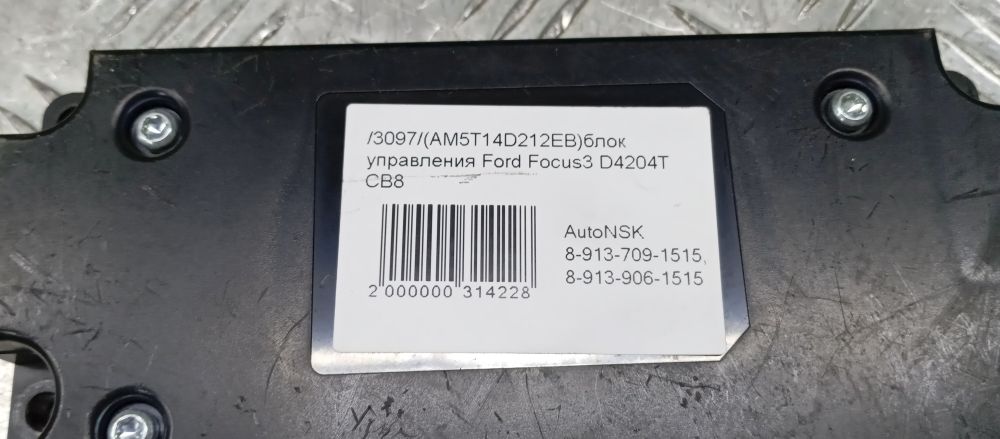 /3097/(AM5T14D212EB)блок
управления Ford Focus3 D4204T
CB8
AutoNSK
8-913-709-1515,
8-913-906-1515
2 000000 314228